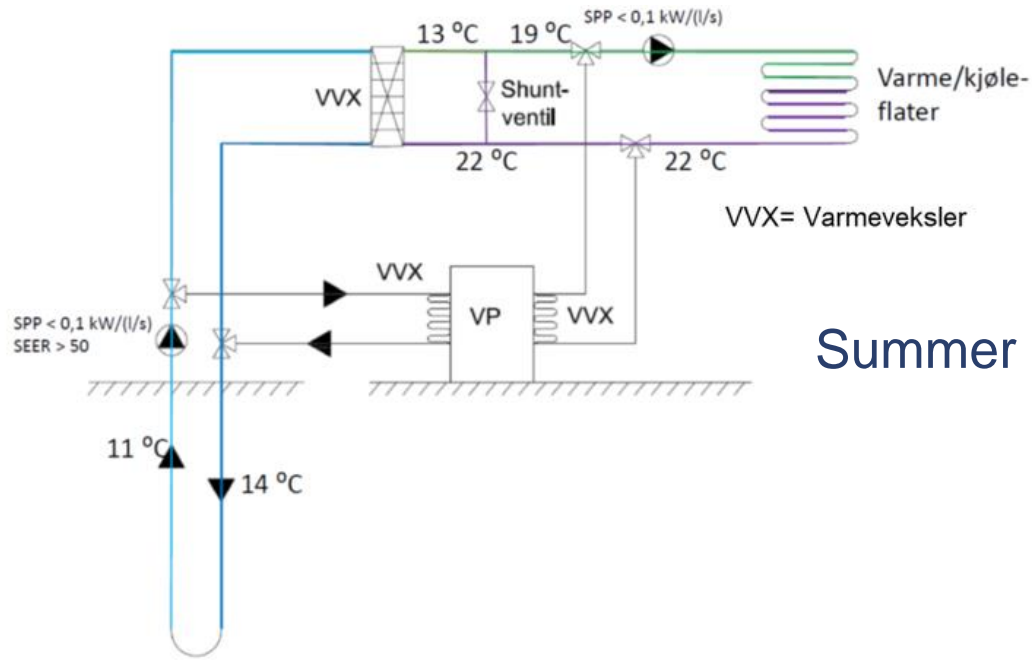 SPP < 0,1 kW/(l/s)
13 °C
19 °C
VVX
Shunt-
ventil
Varme/kjøle-
flater
22 °C
22 °C
VVX= Varmeveksler
VVX
VP
VVX
SPP < 0,1 kW/(l/s)
SEER > 50
Summer
11 °C
14 °C